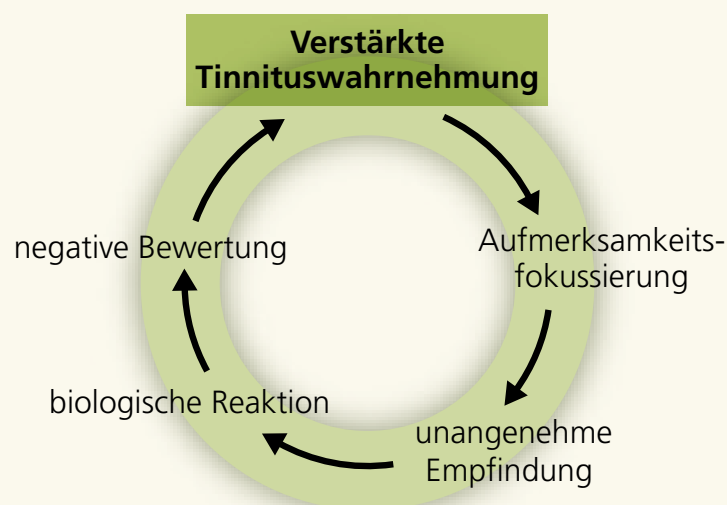 Verstärkte
Tinnituswahrnehmung
Aufmerksamkeits-
fokussierung
unangenehme
Empfindung
biologische Reaktion
negative Bewertung